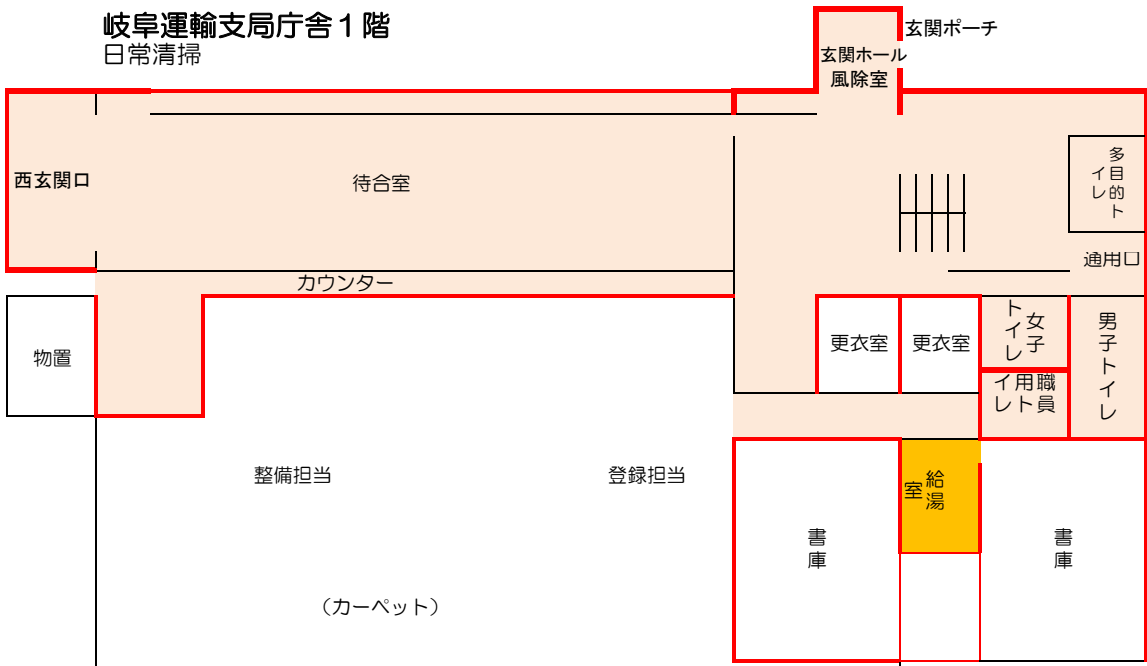 岐阜運輸支局庁舎1階
日常清掃
玄関ポーチ
玄関ホール
風除室
西玄関口
待合室
多目的ト
イレ
通用口
カウンター
物置
更衣室
更衣室
女子
トイレ
男子トイレ
職員
用ト
イレ
整備担当
登録担当
給湯
室
書庫
書庫
（カーペット）